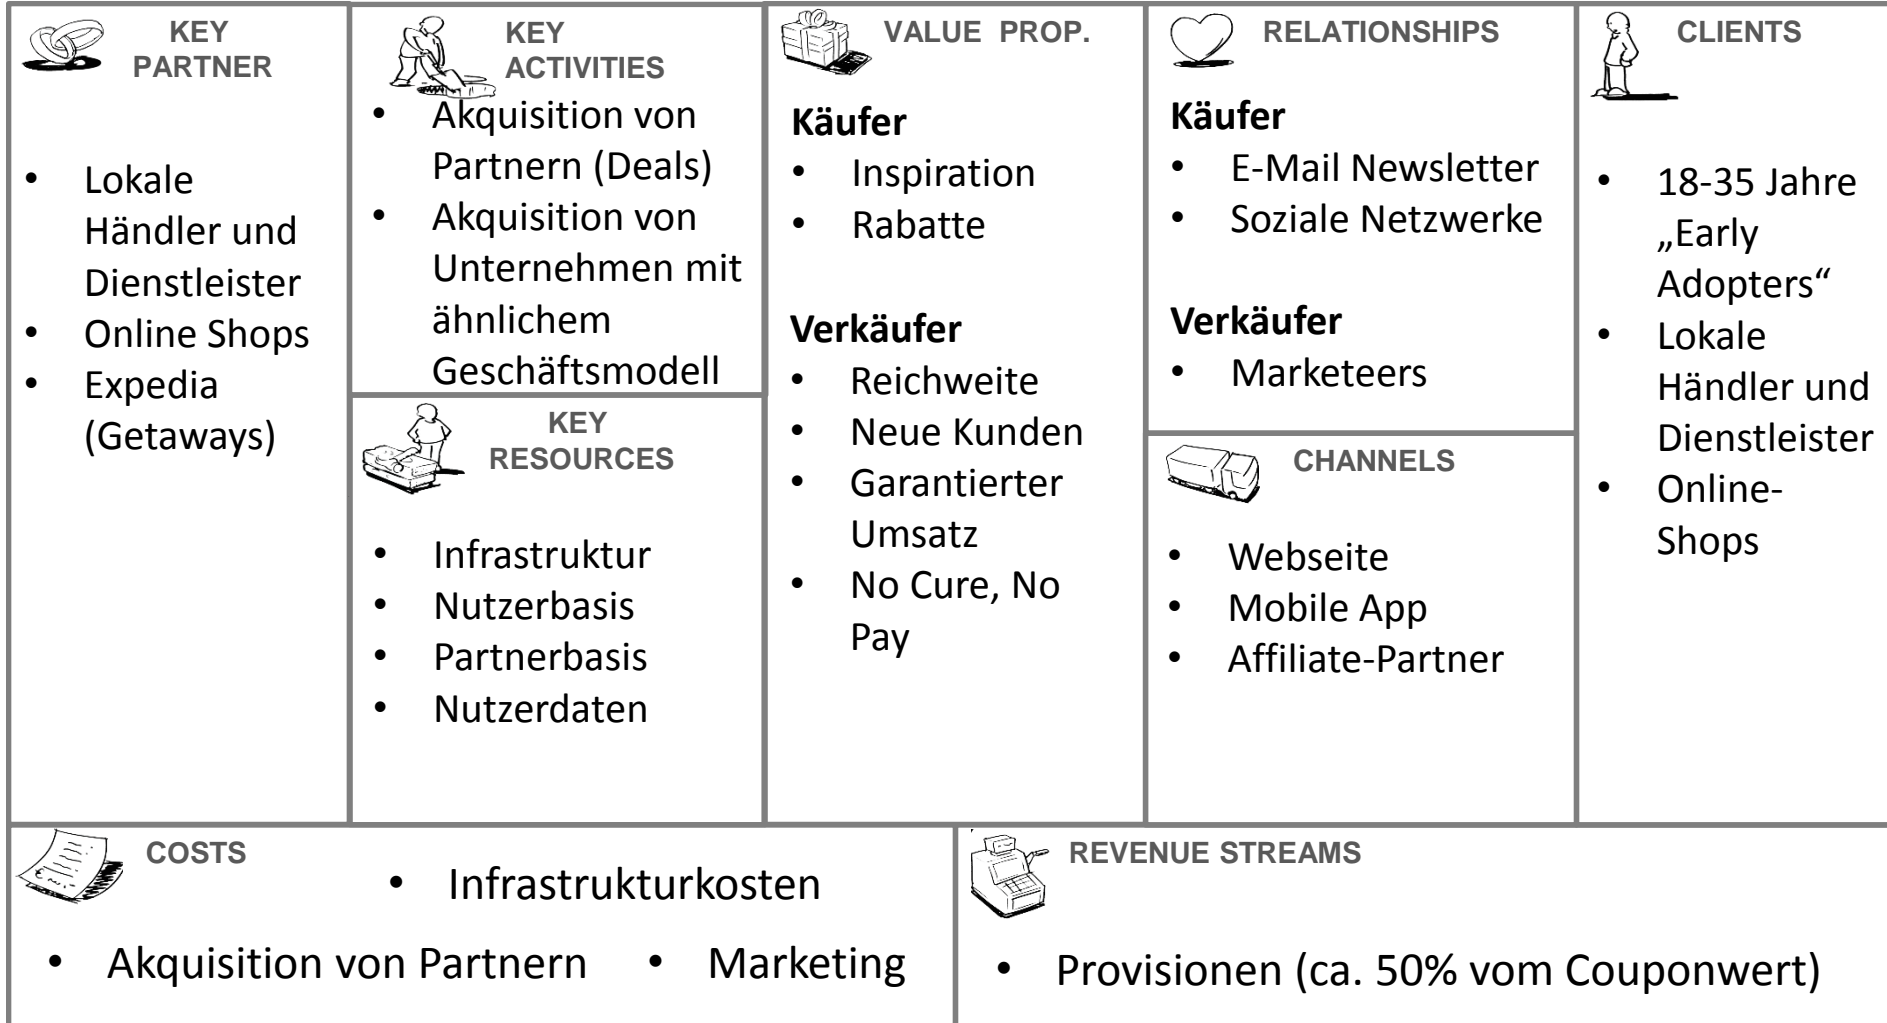 KEY
PARTNER
• Lokale
Händler und
Dienstleister
• Online Shops
• Expedia
(Getaways)
KEY
ACTIVITIES
• Akquisition von
Partnern (Deals)
• Akquisition von
Unternehmen mit
ähnlichem
Geschäftsmodell
KEY
RESOURCES
• Infrastruktur
• Nutzerbasis
• Partnerbasis
• Nutzerdaten
VALUE PROP.
Käufer
• Inspiration
• Rabatte
Verkäufer
• Reichweite
• Neue Kunden
• Garantierter
Umsatz
• No Cure, No
Pay
RELATIONSHIPS
Käufer
• E-Mail Newsletter
• Soziale Netzwerke
Verkäufer
• Marketeers
CHANNELS
• Webseite
• Mobile App
• Affiliate-Partner
CLIENTS
• 18-35 Jahre
„Early
Adopters“
• Lokale
Händler und
Dienstleister
• Online-
Shops
COSTS
• Infrastrukturkosten
• Akquisition von Partnern • Marketing
REVENUE STREAMS
• Provisionen (ca. 50% vom Couponwert)